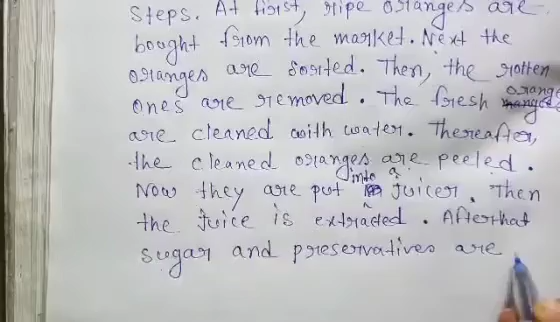 Steps. At first, ripe oranges are
bought from the market. Next the
oranges are sorted. Then, the rotten
ones are removed. The fresh oranges
are cleaned with water. Thereafter,
the cleaned oranges are peeled.
Now they are put into a juicer. Then
the juice is extracted. Afterthat
sugar and preservatives are